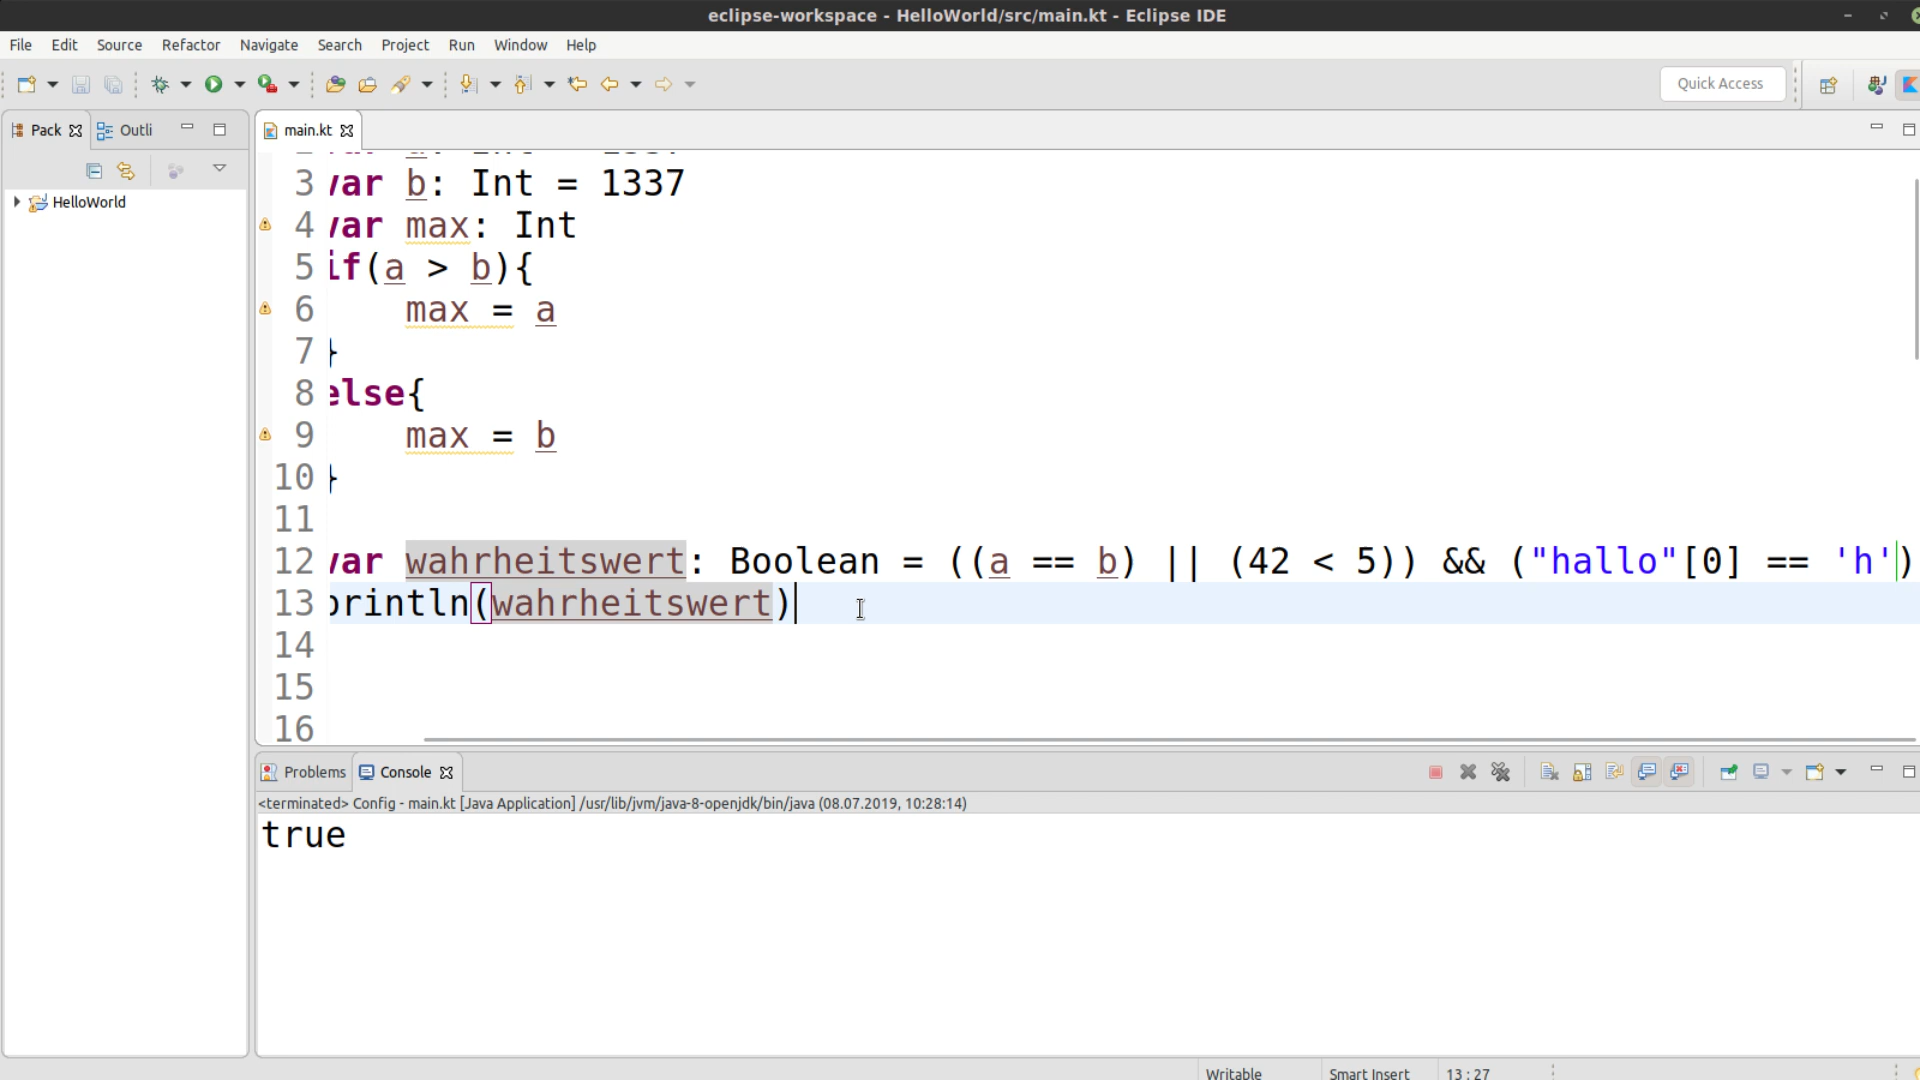 eclipse-workspace - HelloWorld/src/main.kt - Eclipse IDE
File Edit Source Refactor Navigate Search Project Run Window Help
Quick Access
Pack Outli
HelloWorld
main.kt
3 var b: Int = 1337
4 var max: Int
5 if(a > b){
6 max = a
7 }
8 else{
9 max = b
10 }
11
12 var wahrheitswert: Boolean = ((a == b) || (42 < 5)) && ("hallo"[0] == 'h')
13 println(wahrheitswert)
14
15
16
Problems Console
<terminated> Config - main.kt [Java Application] /usr/lib/jvm/java-8-openjdk/bin/java (08.07.2019, 10:28:14)
true
Writable Smart Insert 13 : 27